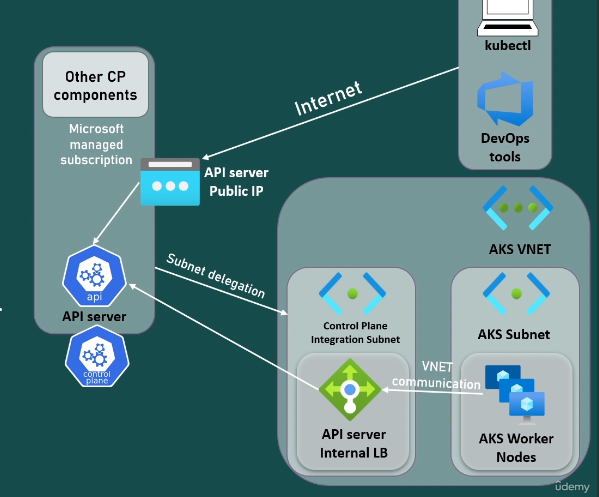 kubectl
DevOps
tools
Other CP
components
Microsoft
managed
subscription
Internet
API server
Public IP
api
API server
control
plane
Subnet delegation
AKS VNET
Control Plane
Integration Subnet
AKS Subnet
VNET
communication
API server
Internal LB
AKS Worker
Nodes
ûdemy